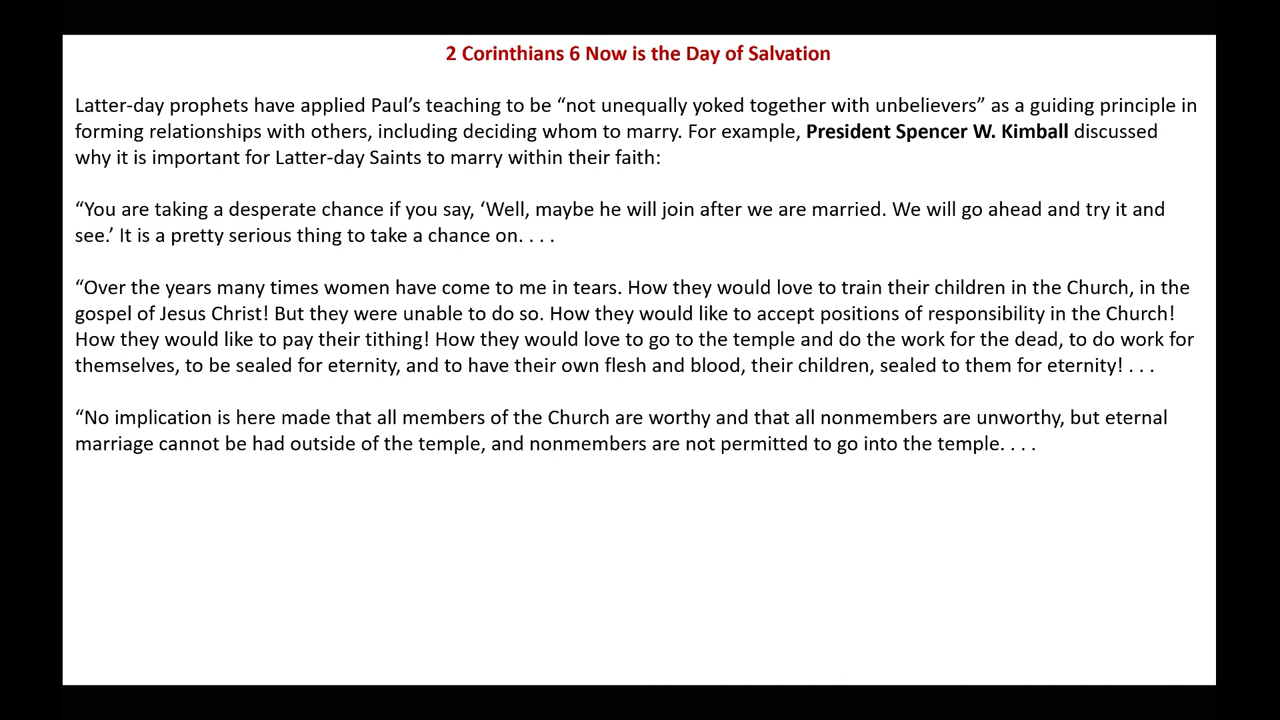 2 Corinthians 6 Now is the Day of Salvation
Latter-day prophets have applied Paul’s teaching to be “not unequally yoked together with unbelievers” as a guiding principle in
forming relationships with others, including deciding whom to marry. For example, President Spencer W. Kimball discussed
why it is important for Latter-day Saints to marry within their faith:
“You are taking a desperate chance if you say, ‘Well, maybe he will join after we are married. We will go ahead and try it and
see.’ It is a pretty serious thing to take a chance on. . . .
“Over the years many times women have come to me in tears. How they would love to train their children in the Church, in the
gospel of Jesus Christ! But they were unable to do so. How they would like to accept positions of responsibility in the Church!
How they would like to pay their tithing! How they would love to go to the temple and do the work for the dead, to do work for
themselves, to be sealed for eternity, and to have their own flesh and blood, their children, sealed to them for eternity! . . .
“No implication is here made that all members of the Church are worthy and that all nonmembers are unworthy, but eternal
marriage cannot be had outside of the temple, and nonmembers are not permitted to go into the temple. . . .